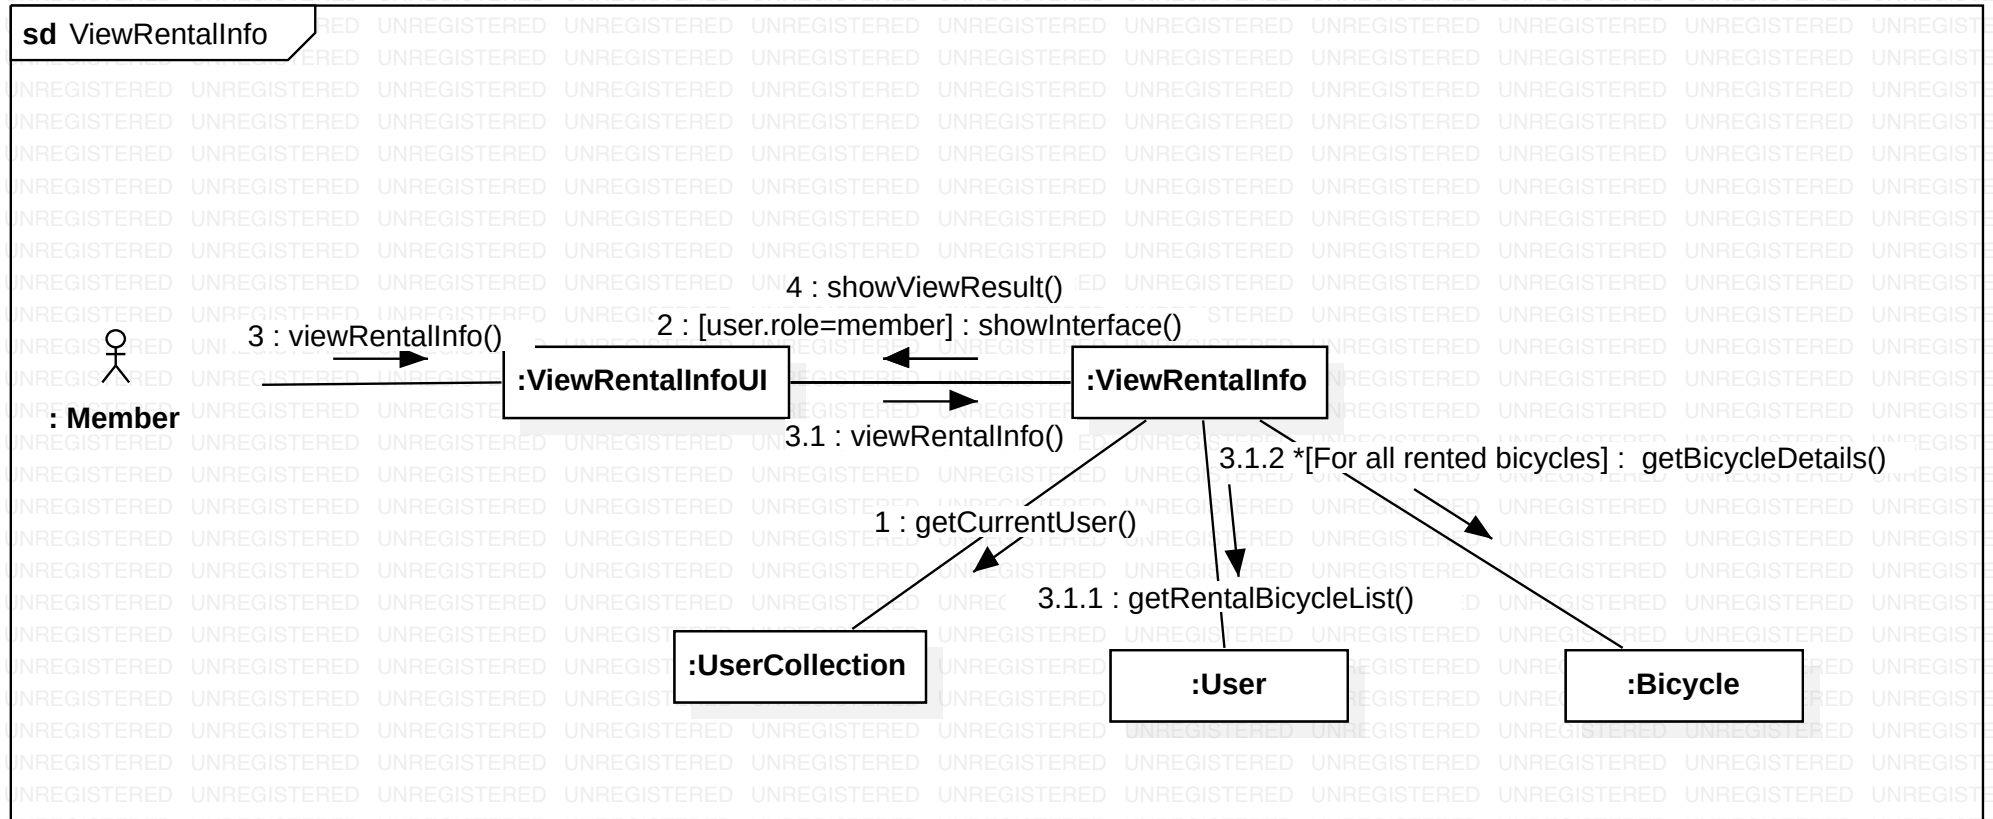 sd ViewRentalInfo
4 : showViewResult()
3 : viewRentalInfo()
2 : [user.role=member] : showInterface()
: Member
:ViewRentalInfoUI
:ViewRentalInfo
3.1 : viewRentalInfo()
3.1.2 *[For all rented bicycles] : getBicycleDetails()
1 : getCurrentUser()
3.1.1 : getRentalBicycleList()
:UserCollection
:User
:Bicycle
UNREGISTERED